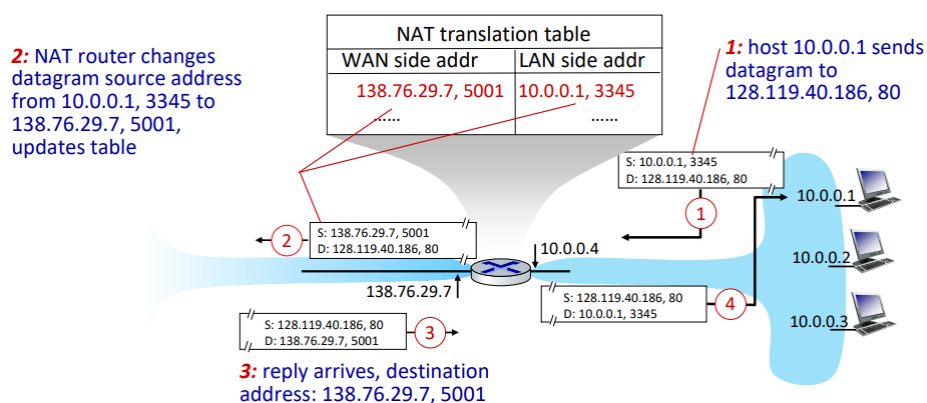 NAT translation table
WAN side addr LAN side addr
138.76.29.7, 5001 10.0.0.1, 3345
...... ......
2: NAT router changes
datagram source address
from 10.0.0.1, 3345 to
138.76.29.7, 5001,
updates table
1: host 10.0.0.1 sends
datagram to
128.119.40.186, 80
S: 10.0.0.1, 3345
D: 128.119.40.186, 80
1
10.0.0.1
S: 138.76.29.7, 5001
D: 128.119.40.186, 80
2
10.0.0.4
10.0.0.2
138.76.29.7
S: 128.119.40.186, 80
D: 10.0.0.1, 3345
4
10.0.0.3
S: 128.119.40.186, 80
D: 138.76.29.7, 5001
3
3: reply arrives, destination
address: 138.76.29.7, 5001